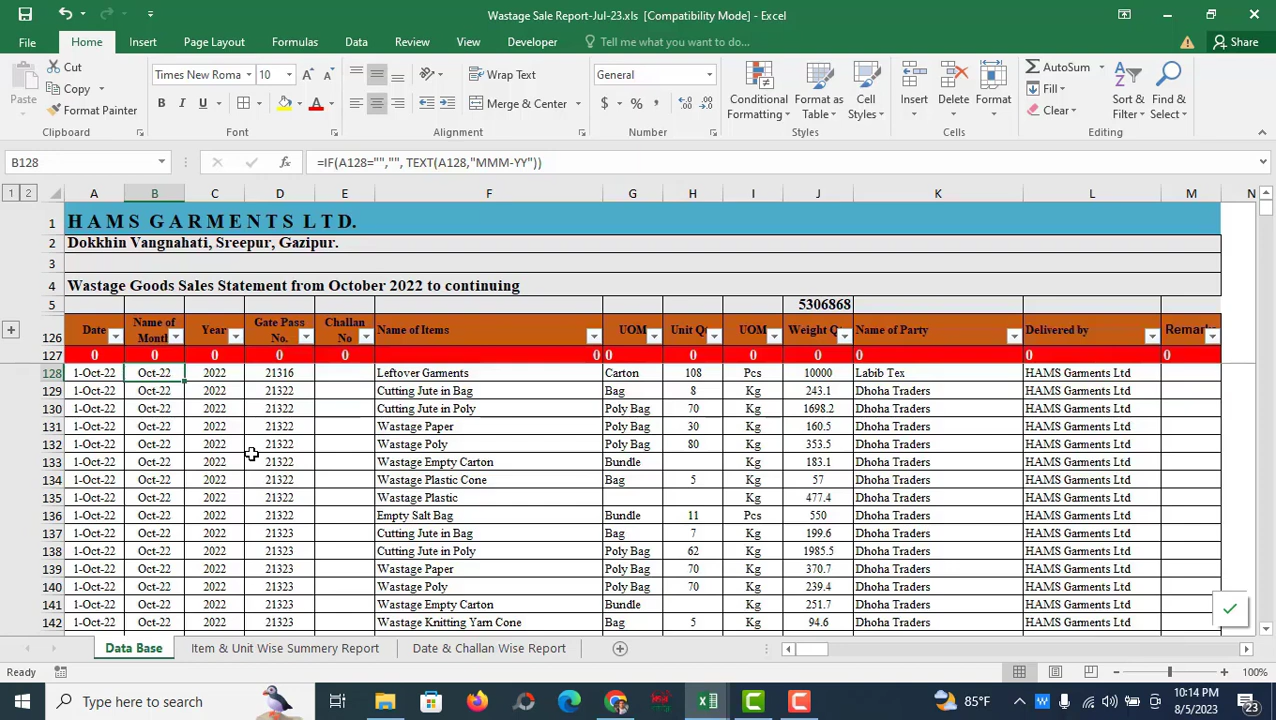 Wastage Sale Report-Jul-23.xls [Compatibility Mode] - Excel
File Home Insert Page Layout Formulas Data Review View Developer Tell me what you want to do... Share
Paste Cut Copy Format Painter Clipboard
Times New Roma 10 B I U A Font
Wrap Text Merge & Center Alignment
General $ % , Number
Conditional Formatting Format as Table Cell Styles Styles
Insert Delete Format Cells
AutoSum Fill Clear Sort & Filter Find & Select Editing
B128 fx =IF(A128="","", TEXT(A128,"MMM-YY"))
1 2 A B C D E F G H I J K L M N
1 H A M S G A R M E N T S L T D.
2 Dokkhin Vangnahati, Sreepur, Gazipur.
3
4 Wastage Goods Sales Statement from October 2022 to continuing
5 5306868
126 Date Name of Month Year Gate Pass No. Challan No Name of Items UOM Unit Q UOM Weight Q Name of Party Delivered by Remark
127 0 0 0 0 0 0 0 0 0 0 0 0 0
128 1-Oct-22 Oct-22 2022 21316 Leftover Garments Carton 108 Pcs 10000 Labib Tex HAMS Garments Ltd
129 1-Oct-22 Oct-22 2022 21322 Cutting Jute in Bag Bag 8 Kg 243.1 Dhoha Traders HAMS Garments Ltd
130 1-Oct-22 Oct-22 2022 21322 Cutting Jute in Poly Poly Bag 70 Kg 1698.2 Dhoha Traders HAMS Garments Ltd
131 1-Oct-22 Oct-22 2022 21322 Wastage Paper Poly Bag 30 Kg 160.5 Dhoha Traders HAMS Garments Ltd
132 1-Oct-22 Oct-22 2022 21322 Wastage Poly Poly Bag 80 Kg 353.5 Dhoha Traders HAMS Garments Ltd
133 1-Oct-22 Oct-22 2022 21322 Wastage Empty Carton Bundle Kg 183.1 Dhoha Traders HAMS Garments Ltd
134 1-Oct-22 Oct-22 2022 21322 Wastage Plastic Cone Bag 5 Kg 57 Dhoha Traders HAMS Garments Ltd
135 1-Oct-22 Oct-22 2022 21322 Wastage Plastic Kg 477.4 Dhoha Traders HAMS Garments Ltd
136 1-Oct-22 Oct-22 2022 21322 Empty Salt Bag Bundle 11 Pcs 550 Dhoha Traders HAMS Garments Ltd
137 1-Oct-22 Oct-22 2022 21323 Cutting Jute in Bag Bag 7 Kg 199.6 Dhoha Traders HAMS Garments Ltd
138 1-Oct-22 Oct-22 2022 21323 Cutting Jute in Poly Poly Bag 62 Kg 1985.5 Dhoha Traders HAMS Garments Ltd
139 1-Oct-22 Oct-22 2022 21323 Wastage Paper Poly Bag 70 Kg 370.7 Dhoha Traders HAMS Garments Ltd
140 1-Oct-22 Oct-22 2022 21323 Wastage Poly Poly Bag 70 Kg 239.4 Dhoha Traders HAMS Garments Ltd
141 1-Oct-22 Oct-22 2022 21323 Wastage Empty Carton Bundle Kg 251.7 Dhoha Traders HAMS Garments Ltd
142 1-Oct-22 Oct-22 2022 21323 Wastage Knitting Yarn Cone Bag 5 Kg 94.6 Dhoha Traders HAMS Garments Ltd
Data Base Item & Unit Wise Summery Report Date & Challan Wise Report
Ready 100%
Type here to search 85°F 10:14 PM
8/5/2023 23